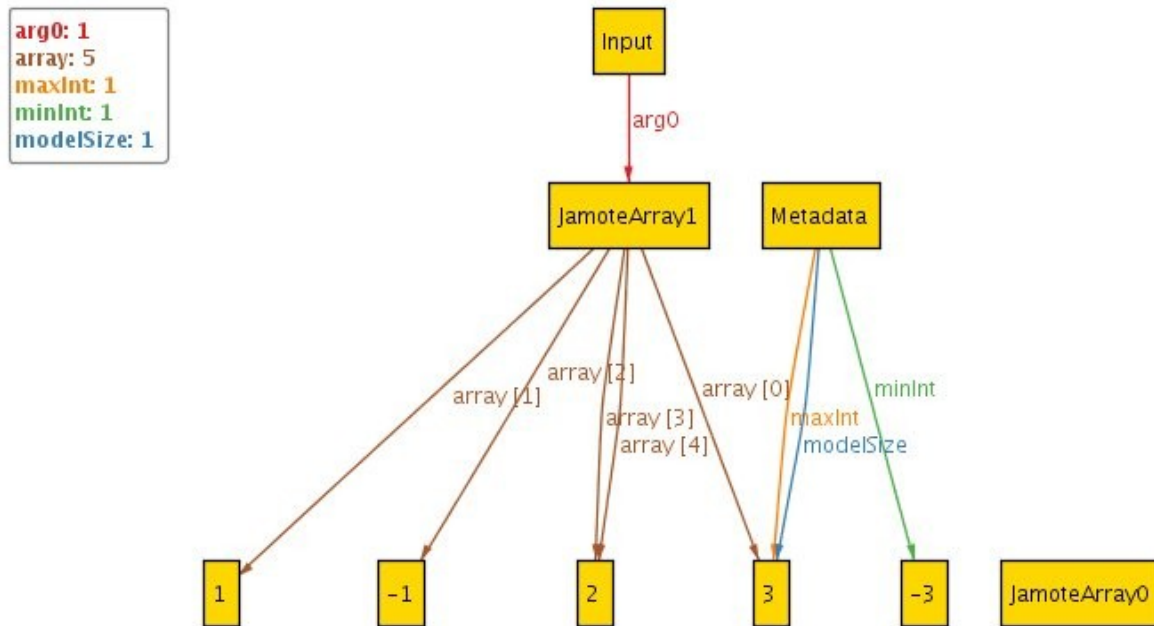 arg0: 1
array: 5
maxInt: 1
minInt: 1
modelSize: 1
Input
arg0
JamoteArray1
Metadata
array [1]
array [2]
array [3]
array [4]
array [0]
maxInt
modelSize
minInt
1
-1
2
3
-3
JamoteArray0